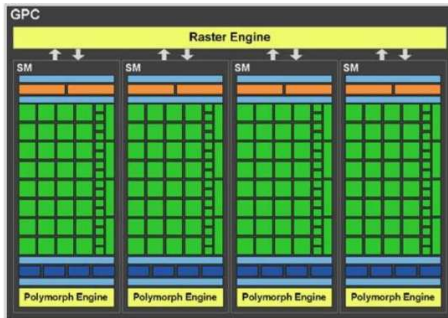 GPC
Raster Engine
SM SM SM SM
Polymorph Engine Polymorph Engine Polymorph Engine Polymorph Engine